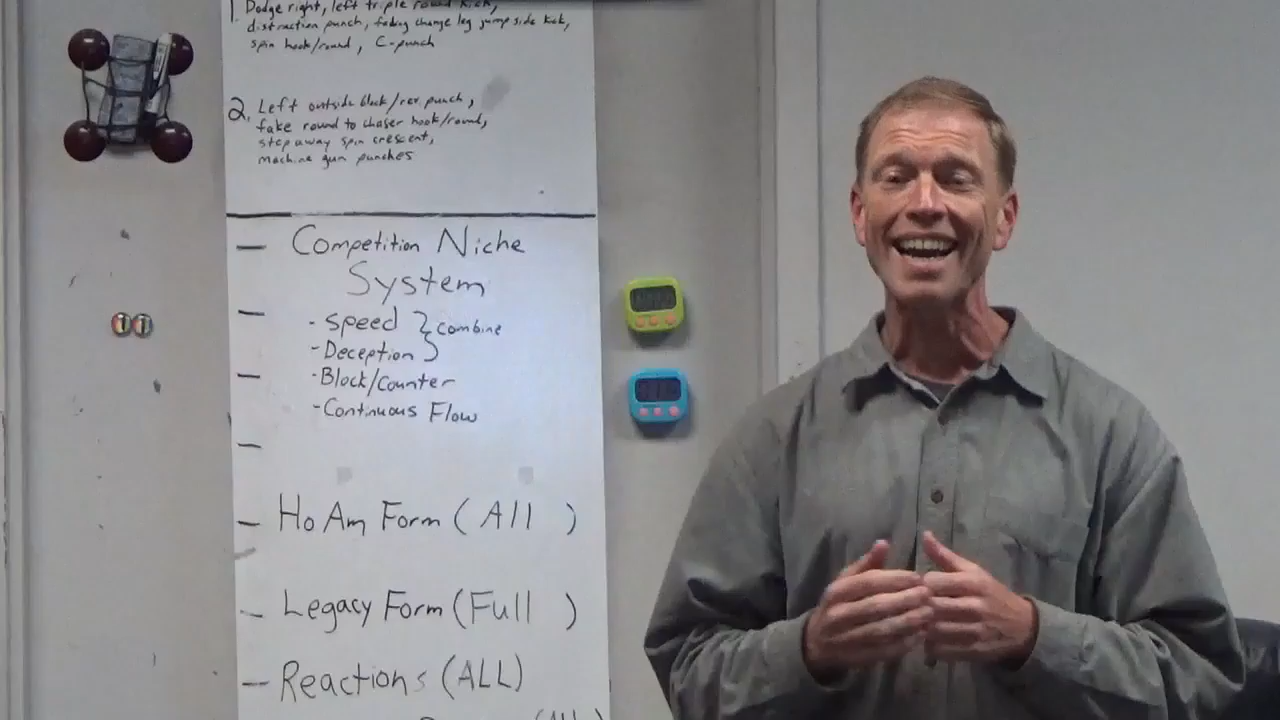 1. Dodge right, left triple round kick,
distraction punch, fading change leg jump side kick,
spin hook/round, C-punch
2. Left outside block/rev. punch,
fake round to chaser hook/round,
step away spin crescent,
machine gun punches
- Competition Niche
System
- Speed } combine
- Deception
- Block/Counter
- Continuous Flow
- Ho Am Form (All )
- Legacy Form (Full )
- Reactions (ALL)